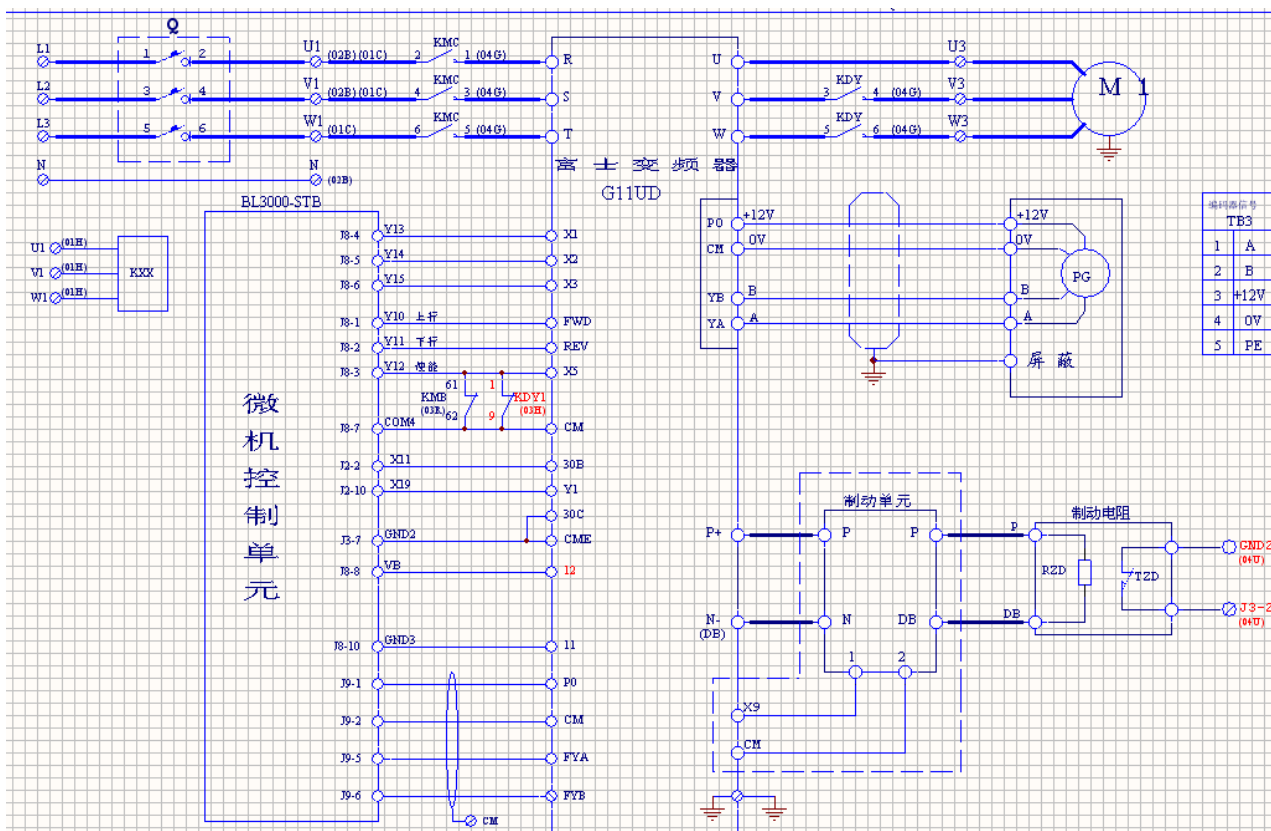 Q
L1 1 2 U1 (02B)(01C) 2 KMC 1 (04G) R U U3
L2 3 4 V1 (02B)(01C) 4 KMC 3 (04G) S V 3 KDY 4 (04G) V3 M 1
L3 5 6 W1 (01C) 6 KMC 5 (04G) T W 5 KDY 6 (04G) W3
N N (02B)
富士变频器
G11UD
BL3000-STB
U1 (01H)
V1 (01H)
W1 (01H)
KXX
微机控制单元
J8-4 Y13 X1
J8-5 Y14 X2
J8-6 Y15 X3
J8-1 Y10 上行 FWD
J8-2 Y11 下行 REV
J8-3 Y12 使能 X5
61 1
KMB KDY1
(03E) 62 9 (03H)
J8-7 COM4 CM
J2-2 X11 30B
J2-10 X19 Y1
30C
J3-7 GND2 CME
J8-8 VB 12
J8-10 GND3 11
J9-1 P0
J9-2 CM
J9-5 FYA
J9-6 FYB
CM
P0 +12V +12V
CM 0V 0V
PG
YB B B
YA A A
屏蔽
编码器信号
TB3
1 A
2 B
3 +12V
4 0V
5 PE
制动单元
制动电阻
P+ P P P
RZD TZD
GND2
(04U)
N- N DB DB
(DB)
J3-2
(04U)
1 2
X9
CM